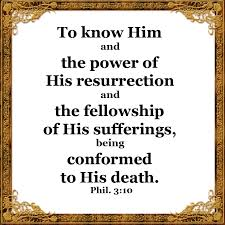 To know Him
and
the power of
His resurrection
and
the fellowship
of His sufferings,
being
conformed
to His death.
Phil. 3:10